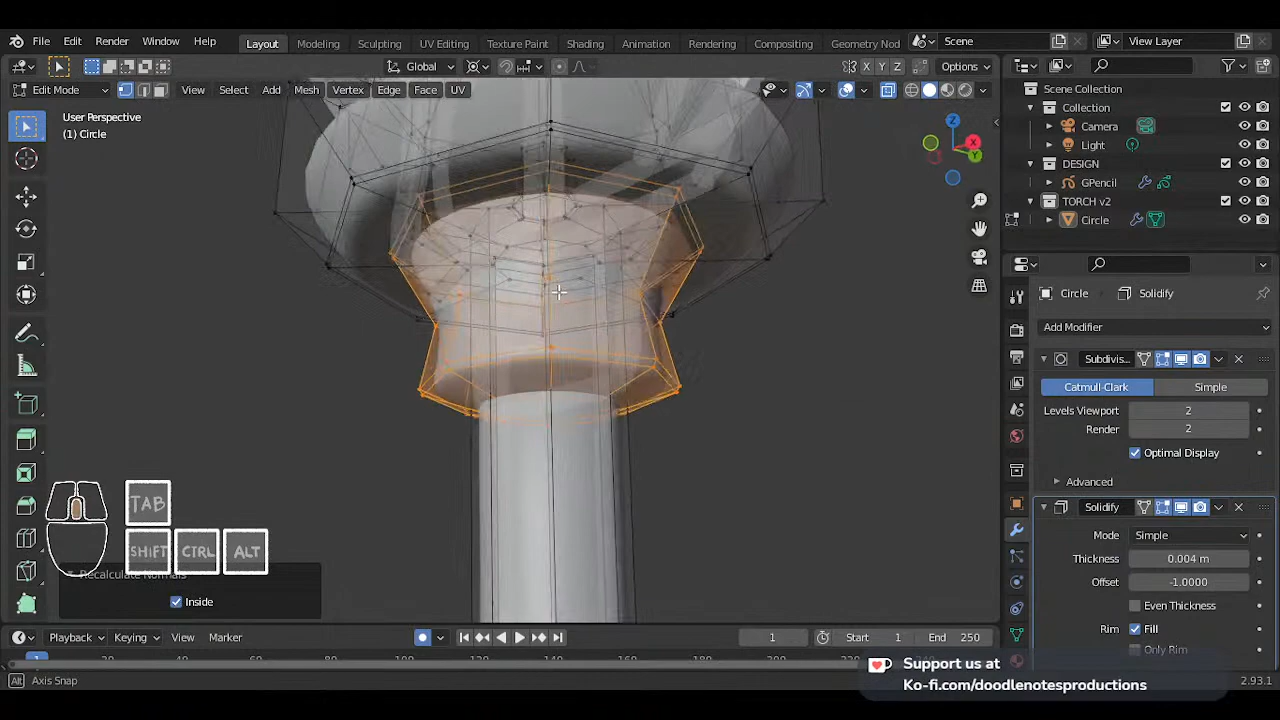 File Edit Render Window Help
Layout Modeling Sculpting UV Editing Texture Paint Shading Animation Rendering Compositing Geometry Nod
Scene View Layer
Global X Y Z Options
Edit Mode View Select Add Mesh Vertex Edge Face UV
User Perspective
(1) Circle
Z X Y
Scene Collection
Collection
Camera
Light
DESIGN
GPencil
TORCH v2
Circle
Circle Solidify
Add Modifier
Subdivis..
Catmull-Clark Simple
Levels Viewport 2
Render 2
Optimal Display
Advanced
Solidify
Mode Simple
Thickness 0.004 m
Offset -1.0000
Even Thickness
Rim Fill
Only Rim
TAB
SHIFT CTRL ALT
Recalculate Normals
Inside
Playback Keying View Marker 1 Start 1 End 250
1
Axis Snap 2.93.1
Support us at
Ko-fi.com/doodlenotesproductions